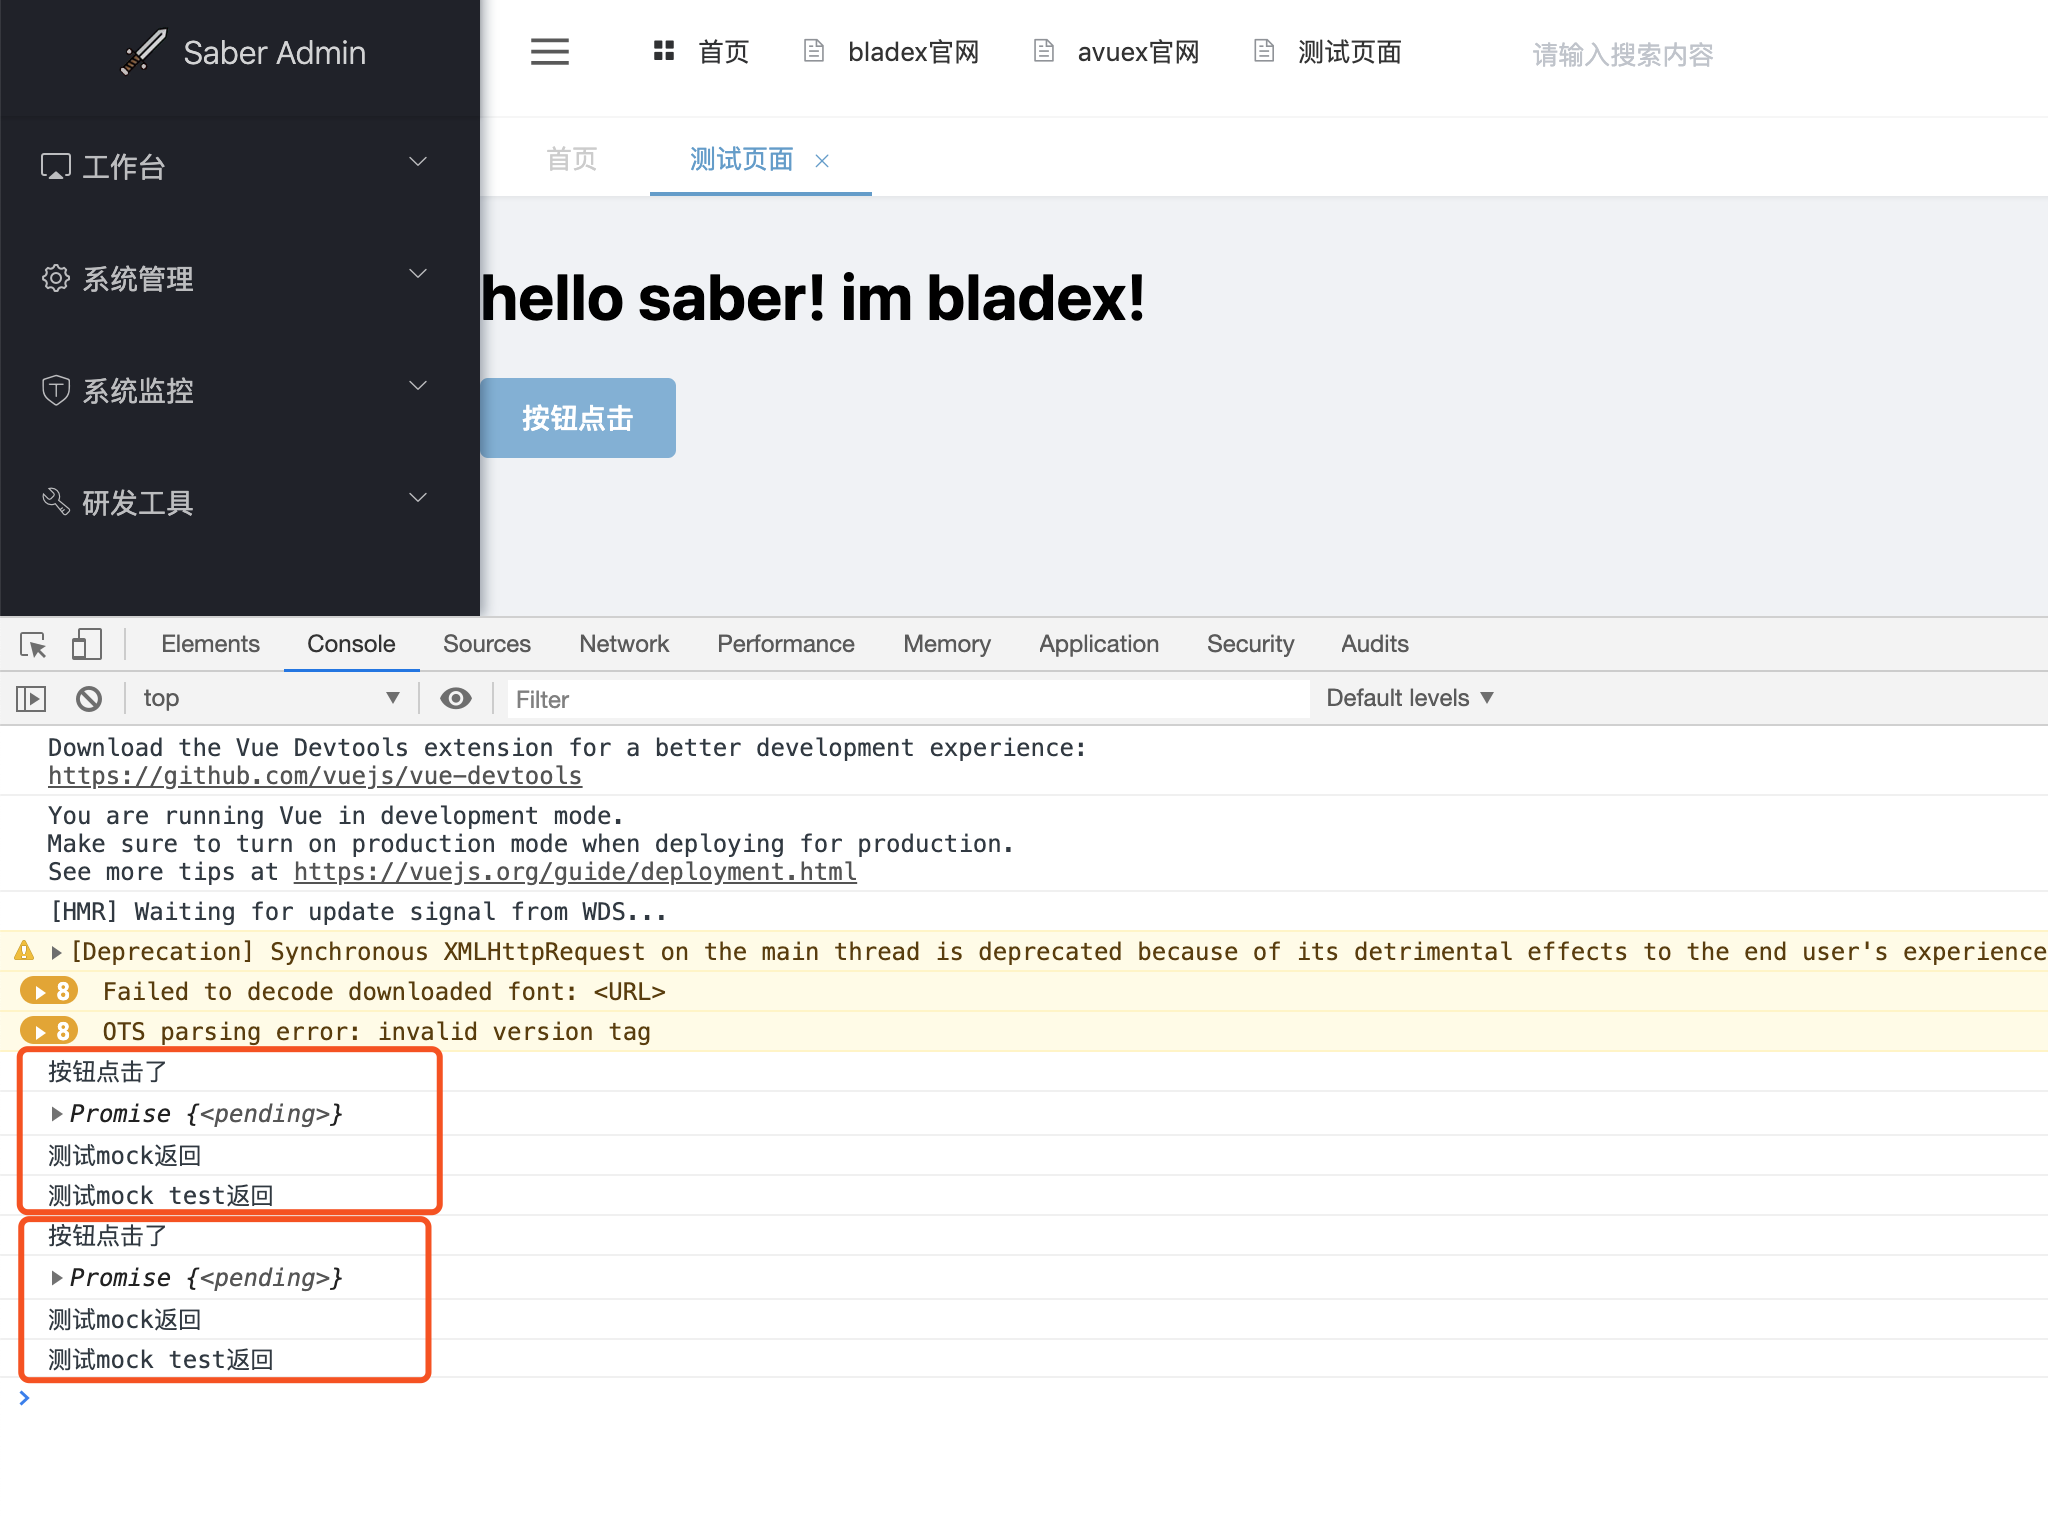 Saber Admin
首页
bladex官网
avuex官网
测试页面
请输入搜索内容
工作台
系统管理
系统监控
研发工具
首页
测试页面
hello saber! im bladex!
按钮点击
Elements
Console
Sources
Network
Performance
Memory
Application
Security
Audits
top
Filter
Default levels
Download the Vue Devtools extension for a better development experience:
https://github.com/vuejs/vue-devtools
You are running Vue in development mode.
Make sure to turn on production mode when deploying for production.
See more tips at https://vuejs.org/guide/deployment.html
[HMR] Waiting for update signal from WDS...
[Deprecation] Synchronous XMLHttpRequest on the main thread is deprecated because of its detrimental effects to the end user's experience
8 Failed to decode downloaded font: <URL>
8 OTS parsing error: invalid version tag
按钮点击了
Promise {<pending>}
测试mock返回
测试mock test返回
按钮点击了
Promise {<pending>}
测试mock返回
测试mock test返回